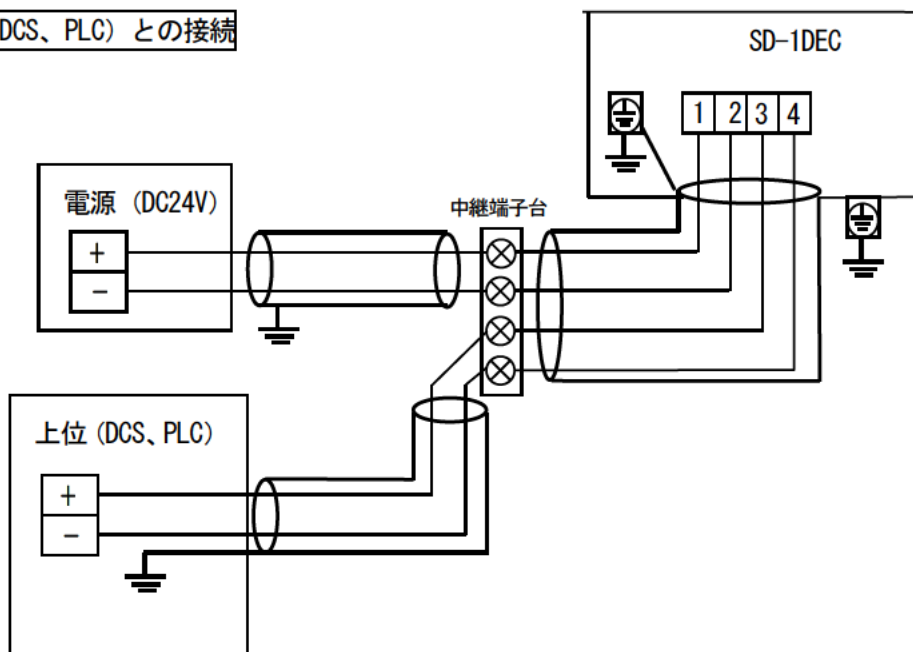 DCS、PLC) との接続
SD-1DEC
1 2 3 4
電源 (DC24V)
+
-
中継端子台
上位 (DCS、PLC)
+
-